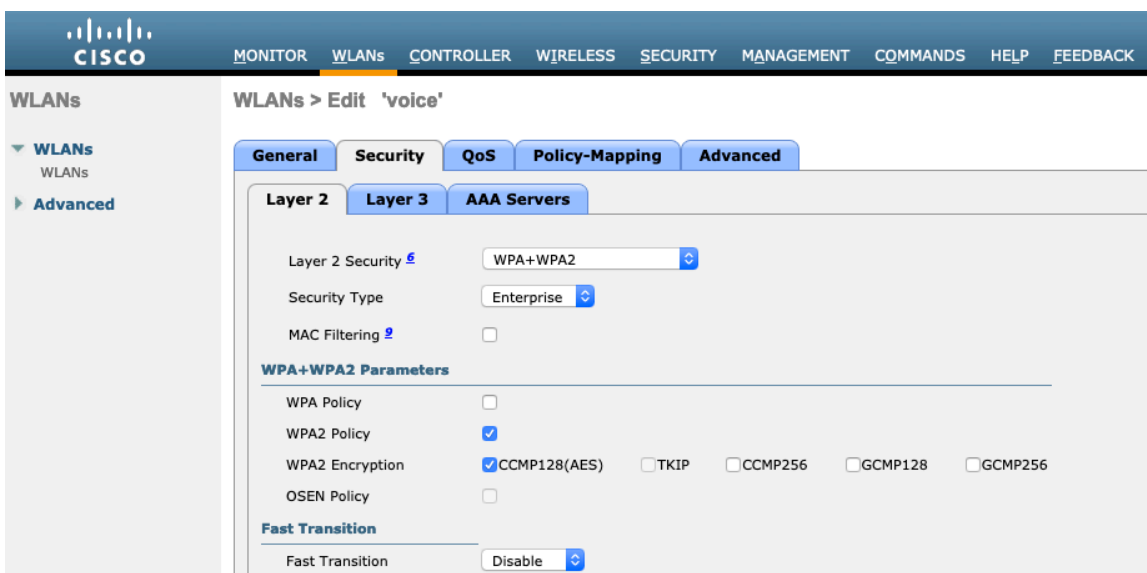 CISCO
MONITOR WLANs CONTROLLER WIRELESS SECURITY MANAGEMENT COMMANDS HELP FEEDBACK
WLANs
WLANs > Edit 'voice'
WLANs
WLANs
Advanced
General Security QoS Policy-Mapping Advanced
Layer 2 Layer 3 AAA Servers
Layer 2 Security 6 WPA+WPA2
Security Type Enterprise
MAC Filtering 9
WPA+WPA2 Parameters
WPA Policy
WPA2 Policy
WPA2 Encryption CCMP128(AES) TKIP CCMP256 GCMP128 GCMP256
OSEN Policy
Fast Transition
Fast Transition Disable